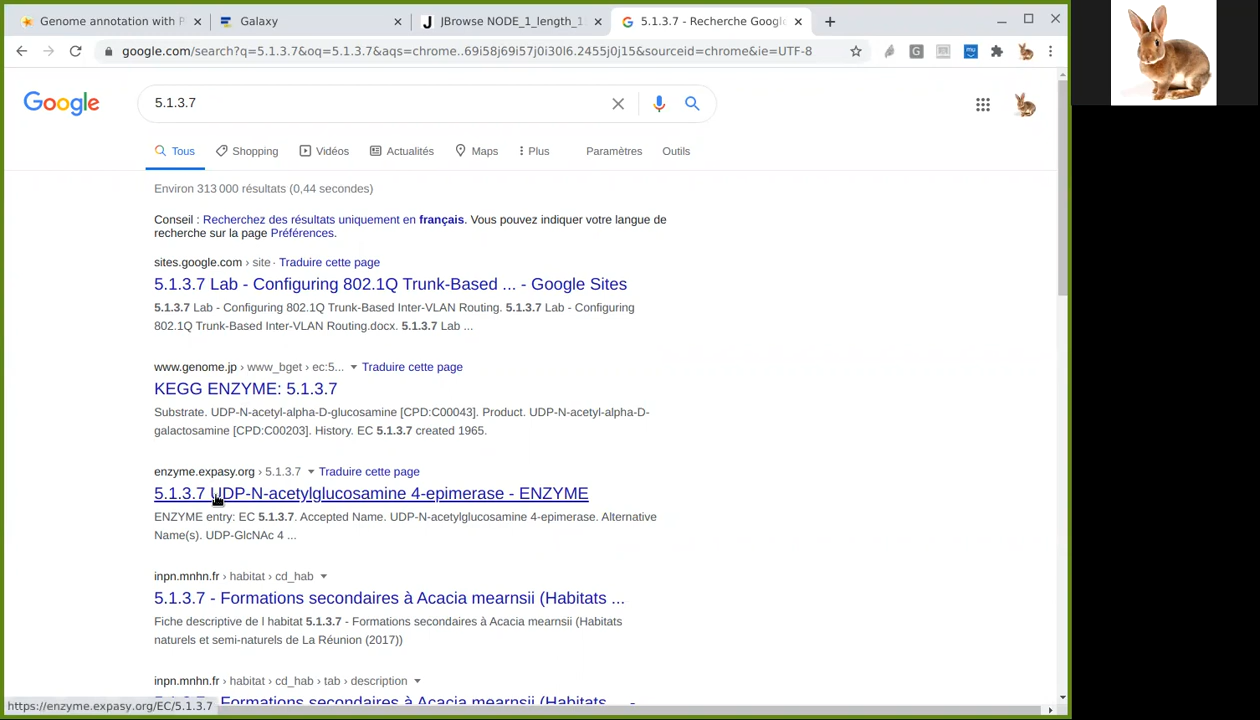 Genome annotation with P
Galaxy
JBrowse NODE_1_length_1
5.1.3.7 - Recherche Google
google.com/search?q=5.1.3.7&oq=5.1.3.7&aqs=chrome..69i58j69i57j0i30l6.2455j0j15&sourceid=chrome&ie=UTF-8
Google
5.1.3.7
Tous Shopping Vidéos Actualités Maps Plus Paramètres Outils
Environ 313 000 résultats (0,44 secondes)
Conseil : Recherchez des résultats uniquement en français. Vous pouvez indiquer votre langue de
recherche sur la page Préférences.
sites.google.com › site · Traduire cette page
5.1.3.7 Lab - Configuring 802.1Q Trunk-Based ... - Google Sites
5.1.3.7 Lab - Configuring 802.1Q Trunk-Based Inter-VLAN Routing. 5.1.3.7 Lab - Configuring
802.1Q Trunk-Based Inter-VLAN Routing.docx. 5.1.3.7 Lab ...
www.genome.jp › www_bget › ec:5... Traduire cette page
KEGG ENZYME: 5.1.3.7
Substrate. UDP-N-acetyl-alpha-D-glucosamine [CPD:C00043]. Product. UDP-N-acetyl-alpha-D-
galactosamine [CPD:C00203]. History. EC 5.1.3.7 created 1965.
enzyme.expasy.org › 5.1.3.7 Traduire cette page
5.1.3.7 UDP-N-acetylglucosamine 4-epimerase - ENZYME
ENZYME entry: EC 5.1.3.7. Accepted Name. UDP-N-acetylglucosamine 4-epimerase. Alternative
Name(s). UDP-GlcNAc 4 ...
inpn.mnhn.fr › habitat › cd_hab
5.1.3.7 - Formations secondaires à Acacia mearnsii (Habitats ...
Fiche descriptive de l habitat 5.1.3.7 - Formations secondaires à Acacia mearnsii (Habitats
naturels et semi-naturels de La Réunion (2017))
inpn.mnhn.fr › habitat › cd_hab › tab › description
5.1.3.7 - Formations secondaires à Acacia mearnsii (Habitats ... -
https://enzyme.expasy.org/EC/5.1.3.7